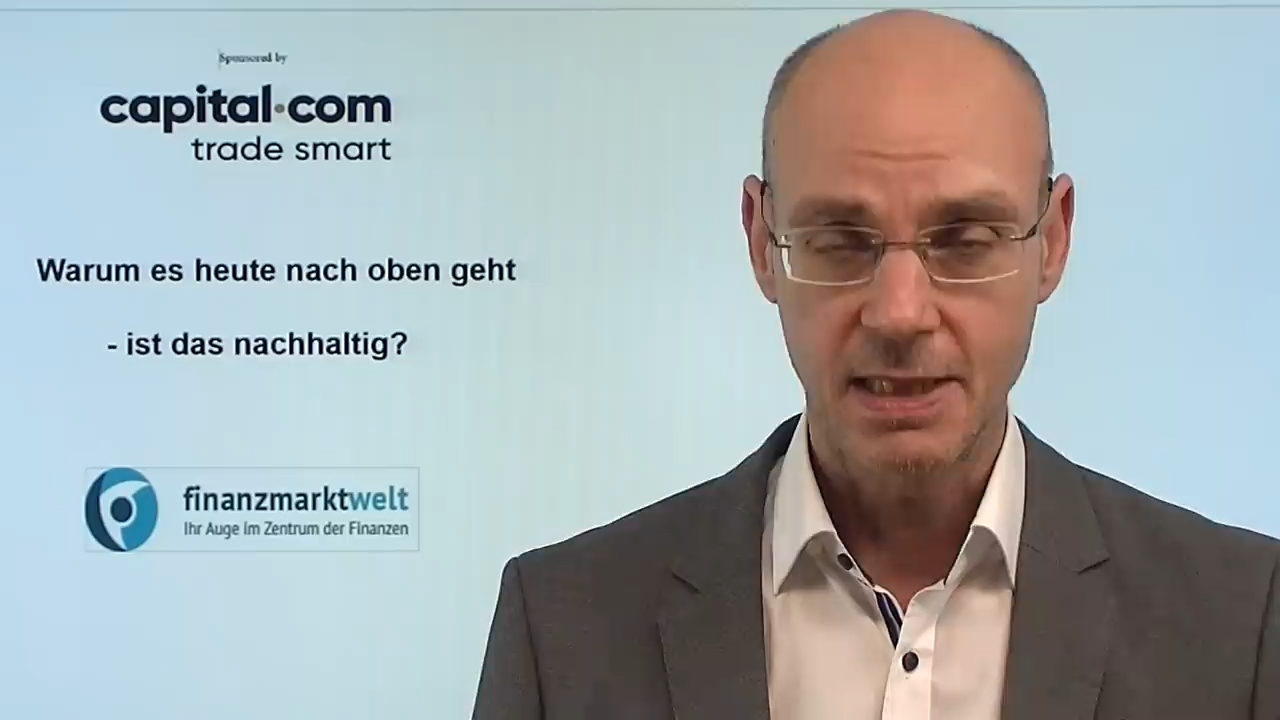 Sponsored by
capital.com
trade smart
Warum es heute nach oben geht
- ist das nachhaltig?
finanzmarktwelt
Ihr Auge im Zentrum der Finanzen